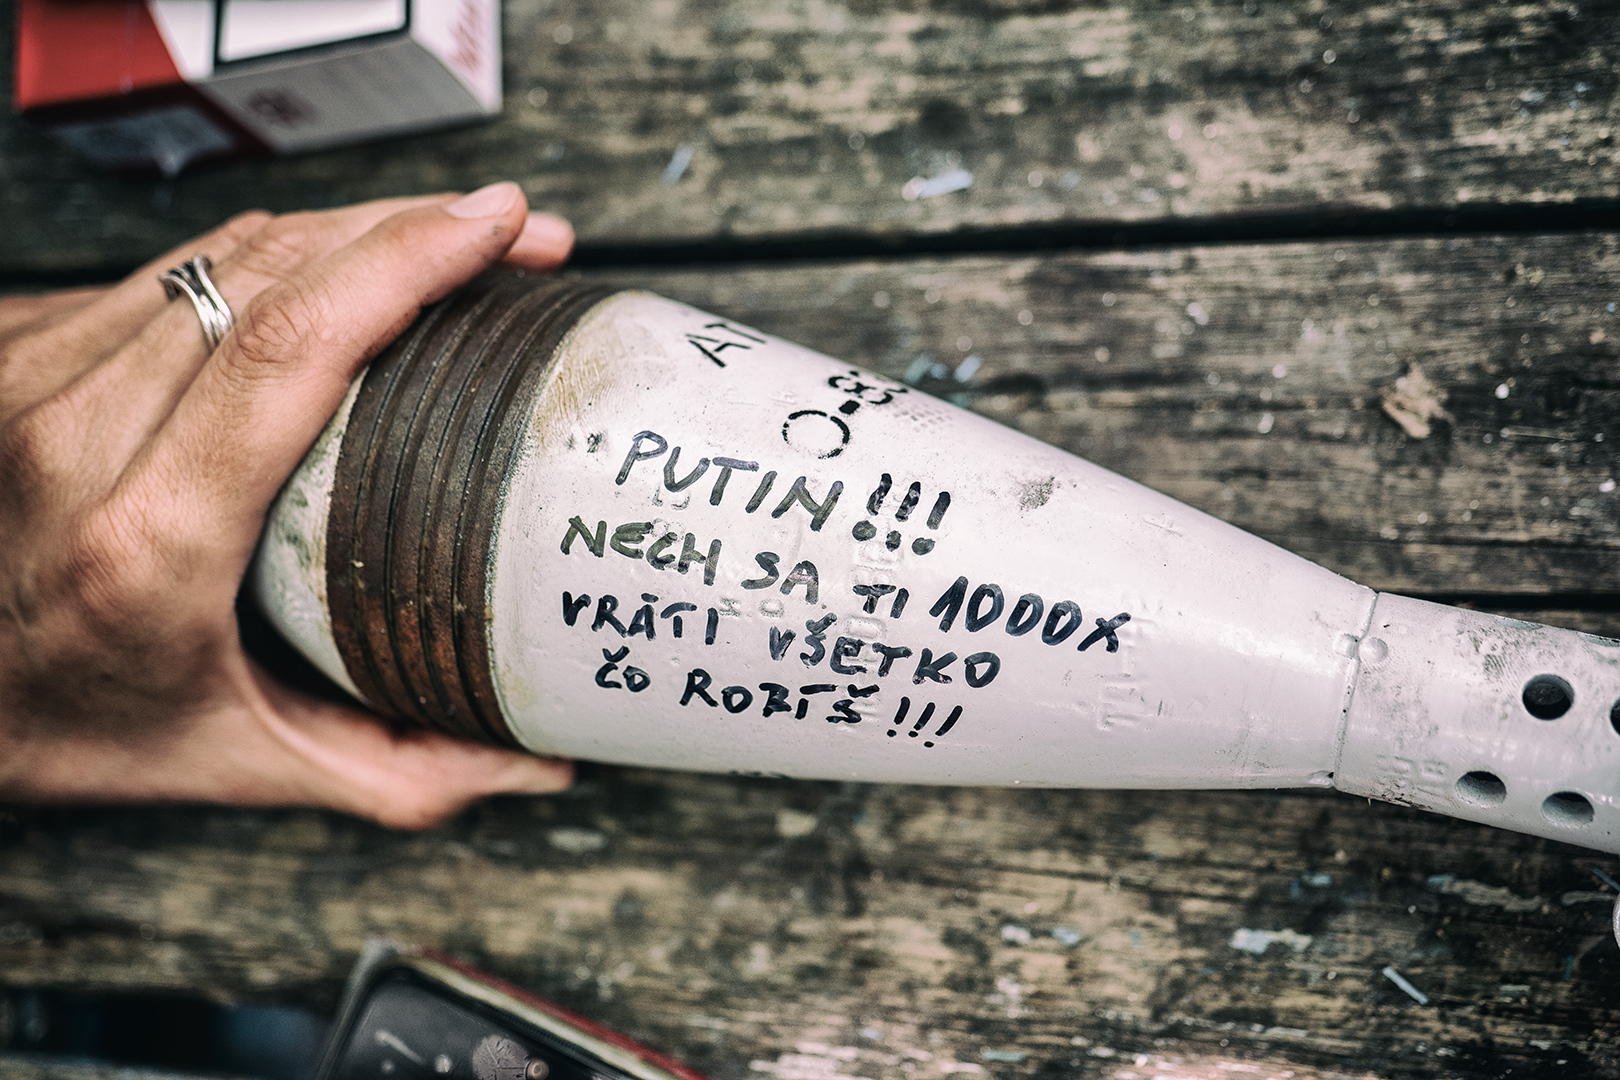 PUTIN!!!
NECH SA TI 1000X
VRÁTI VŠETKO
ČO ROBÍŠ!!!